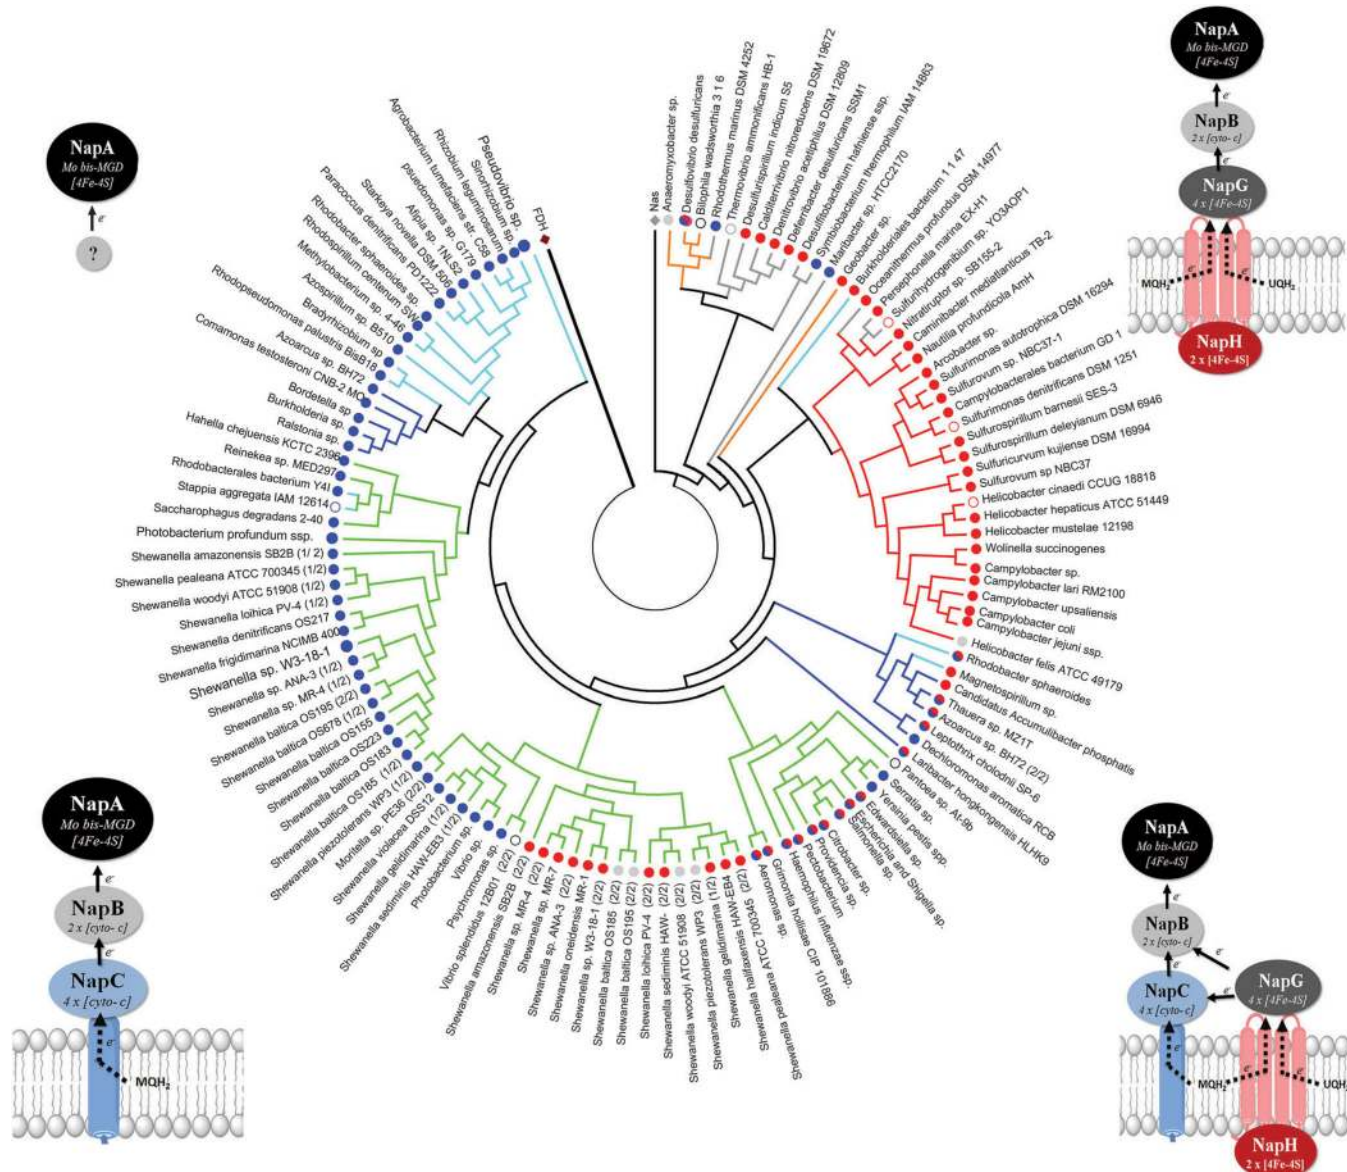 NapA
Mo bis-MGD
[4Fe-4S]
e-
?
NapA
Mo bis-MGD
[4Fe-4S]
e-
NapB
2 x [cyto- c]
e-
NapG
4 x [4Fe-4S]
e-
e-
MQH2
UQH2
NapH
2 x [4Fe-4S]
FDH
Nas
Anaeromyxobacter sp.
Desulfovibrio desulfuricans
Bilophila wadsworthia 3 1 6
Rhodothermus marinus DSM 4252
Thermovibrio ammonificans HB-1
Desulfurispirillum indicum S5
Calditerrivibrio nitroreducens DSM 19672
Denitrovibrio acetiphilus DSM 12809
Deferribacter desulfuricans SSM1
Desulfitobacterium hafniense ssp.
Symbiobacterium thermophilum IAM 14863
Maribacter sp. HTCC2170
Geobacter sp.
Burkholderiales bacterium 1 1 47
Oceanithermus profundus DSM 14977
Persephonella marina EX-H1
Sulfurihydrogenibium sp. YO3AOP1
Nitratiruptor sp. SB155-2
Caminibacter mediatlanticus TB-2
Nautilia profundicola AmH
Arcobacter sp.
Sulfurimonas autotrophica DSM 16294
Sulfurovum sp. NBC37-1
Campylobacterales bacterium GD 1
Sulfurimonas denitrificans DSM 1251
Sulfurospirillum barnesii SES-3
Sulfurospirillum deleyianum DSM 6946
Sulfuricurvum kujiense DSM 16994
Sulfurovum sp NBC37
Helicobacter cinaedi CCUG 18818
Helicobacter hepaticus ATCC 51449
Helicobacter mustelae 12198
Wolinella succinogenes
Campylobacter sp.
Campylobacter lari RM2100
Campylobacter upsaliensis
Campylobacter coli
Campylobacter jejuni ssp.
Helicobacter felis ATCC 49179
Rhodobacter sphaeroides
Magnetospirillum sp.
Candidatus Accumulibacter phosphatis
Thauera sp. MZ1T
Azoarcus sp. BH72 (2/2)
Leptothrix cholodnii SP-6
Dechloromonas aromatica RCB
Laribacter hongkongensis HLHK9
Pantoea sp. At-9b
Serratia sp.
Yersinia pestis spp.
Edwardsiella sp.
Escherichia and Shigella sp.
Salmonella sp.
Citrobacter sp.
Providencia sp.
Pectobacterium
Haemophilus influenzae ssp.
Grimontia hollisae CIP 101886
Aeromonas sp.
Shewanella pealeana ATCC 700345 (2/2)
Shewanella halifaxensis HAW-EB4
Shewanella gelidimarina (1/2)
Shewanella piezotolerans WP3 (2/2)
Shewanella woodyi ATCC 51908 (2/2)
Shewanella sediminis HAW- (2/2)
Shewanella loihica PV-4 (2/2)
Shewanella baltica OS195 (2/2)
Shewanella baltica OS185 (2/2)
Shewanella sp. W3-18-1 (2/2)
Shewanella oneidensis MR-1
Shewanella sp. ANA-3 (2/2)
Shewanella sp. MR-7
Shewanella sp. MR-4 (2/2)
Shewanella amazonensis SB2B (2/2)
Vibrio splendidus 12B01 (2/2)
Psychromonas sp.
Vibrio sp.
Photobacterium sp.
Shewanella sediminis HAW-EB3 (1/2)
Shewanella gelidimarina (1/2)
Shewanella violacea DSS12
Moritella sp. PE36 (2/2)
Shewanella piezotolerans WP3 (1/2)
Shewanella baltica OS185 (1/2)
Shewanella baltica OS183
Shewanella baltica OS223
Shewanella baltica OS155
Shewanella baltica OS678 (1/2)
Shewanella baltica OS195 (2/2)
Shewanella sp. MR-4 (1/2)
Shewanella sp. ANA-3 (1/2)
Shewanella sp. W3-18-1
Shewanella frigidimarina NCIMB 400
Shewanella denitrificans OS217
Shewanella loihica PV-4 (1/2)
Shewanella woodyi ATCC 51908 (1/2)
Shewanella pealeana ATCC 700345 (1/2)
Shewanella amazonensis SB2B (1/ 2)
Photobacterium profundum ssp.
Saccharophagus degradans 2-40
Stappia aggregata IAM 12614
Rhodobacterales bacterium Y4I
Reinekea sp. MED297
Hahella chejuensis KCTC 2396
Ralstonia sp.
Burkholderia sp.
Bordetella sp
Comamonas testosteroni CNB-2 MO
Azoarcus sp. BH72
Rhodopseudomonas palustris BisB18
Bradyrhizobium sp
Azospirillum sp. B510
Methylobacterium sp. 4-46
Rhodospirillum centenum SW
Rhodobacter sphaeroides sp.
Paracoccus denitrificans PD1222
Starkeya novella DSM 506
Afipia sp. 1NLS2
psuedomonas sp. G179
Agrobacterium tumefaciens str. C58
Rhizobium leguminosarum
Sinorhizobium sp.
Pseudovibrio sp
NapA
Mo bis-MGD
[4Fe-4S]
e-
NapB
2 x [cyto- c]
e-
NapC
4 x [cyto- c]
e-
MQH2
NapA
Mo bis-MGD
[4Fe-4S]
e-
NapB
2 x [cyto- c]
e-
e-
NapC
4 x [cyto- c]
e-
NapG
4 x [4Fe-4S]
e-
e-
e-
MQH2
UQH2
NapH
2 x [4Fe-4S]